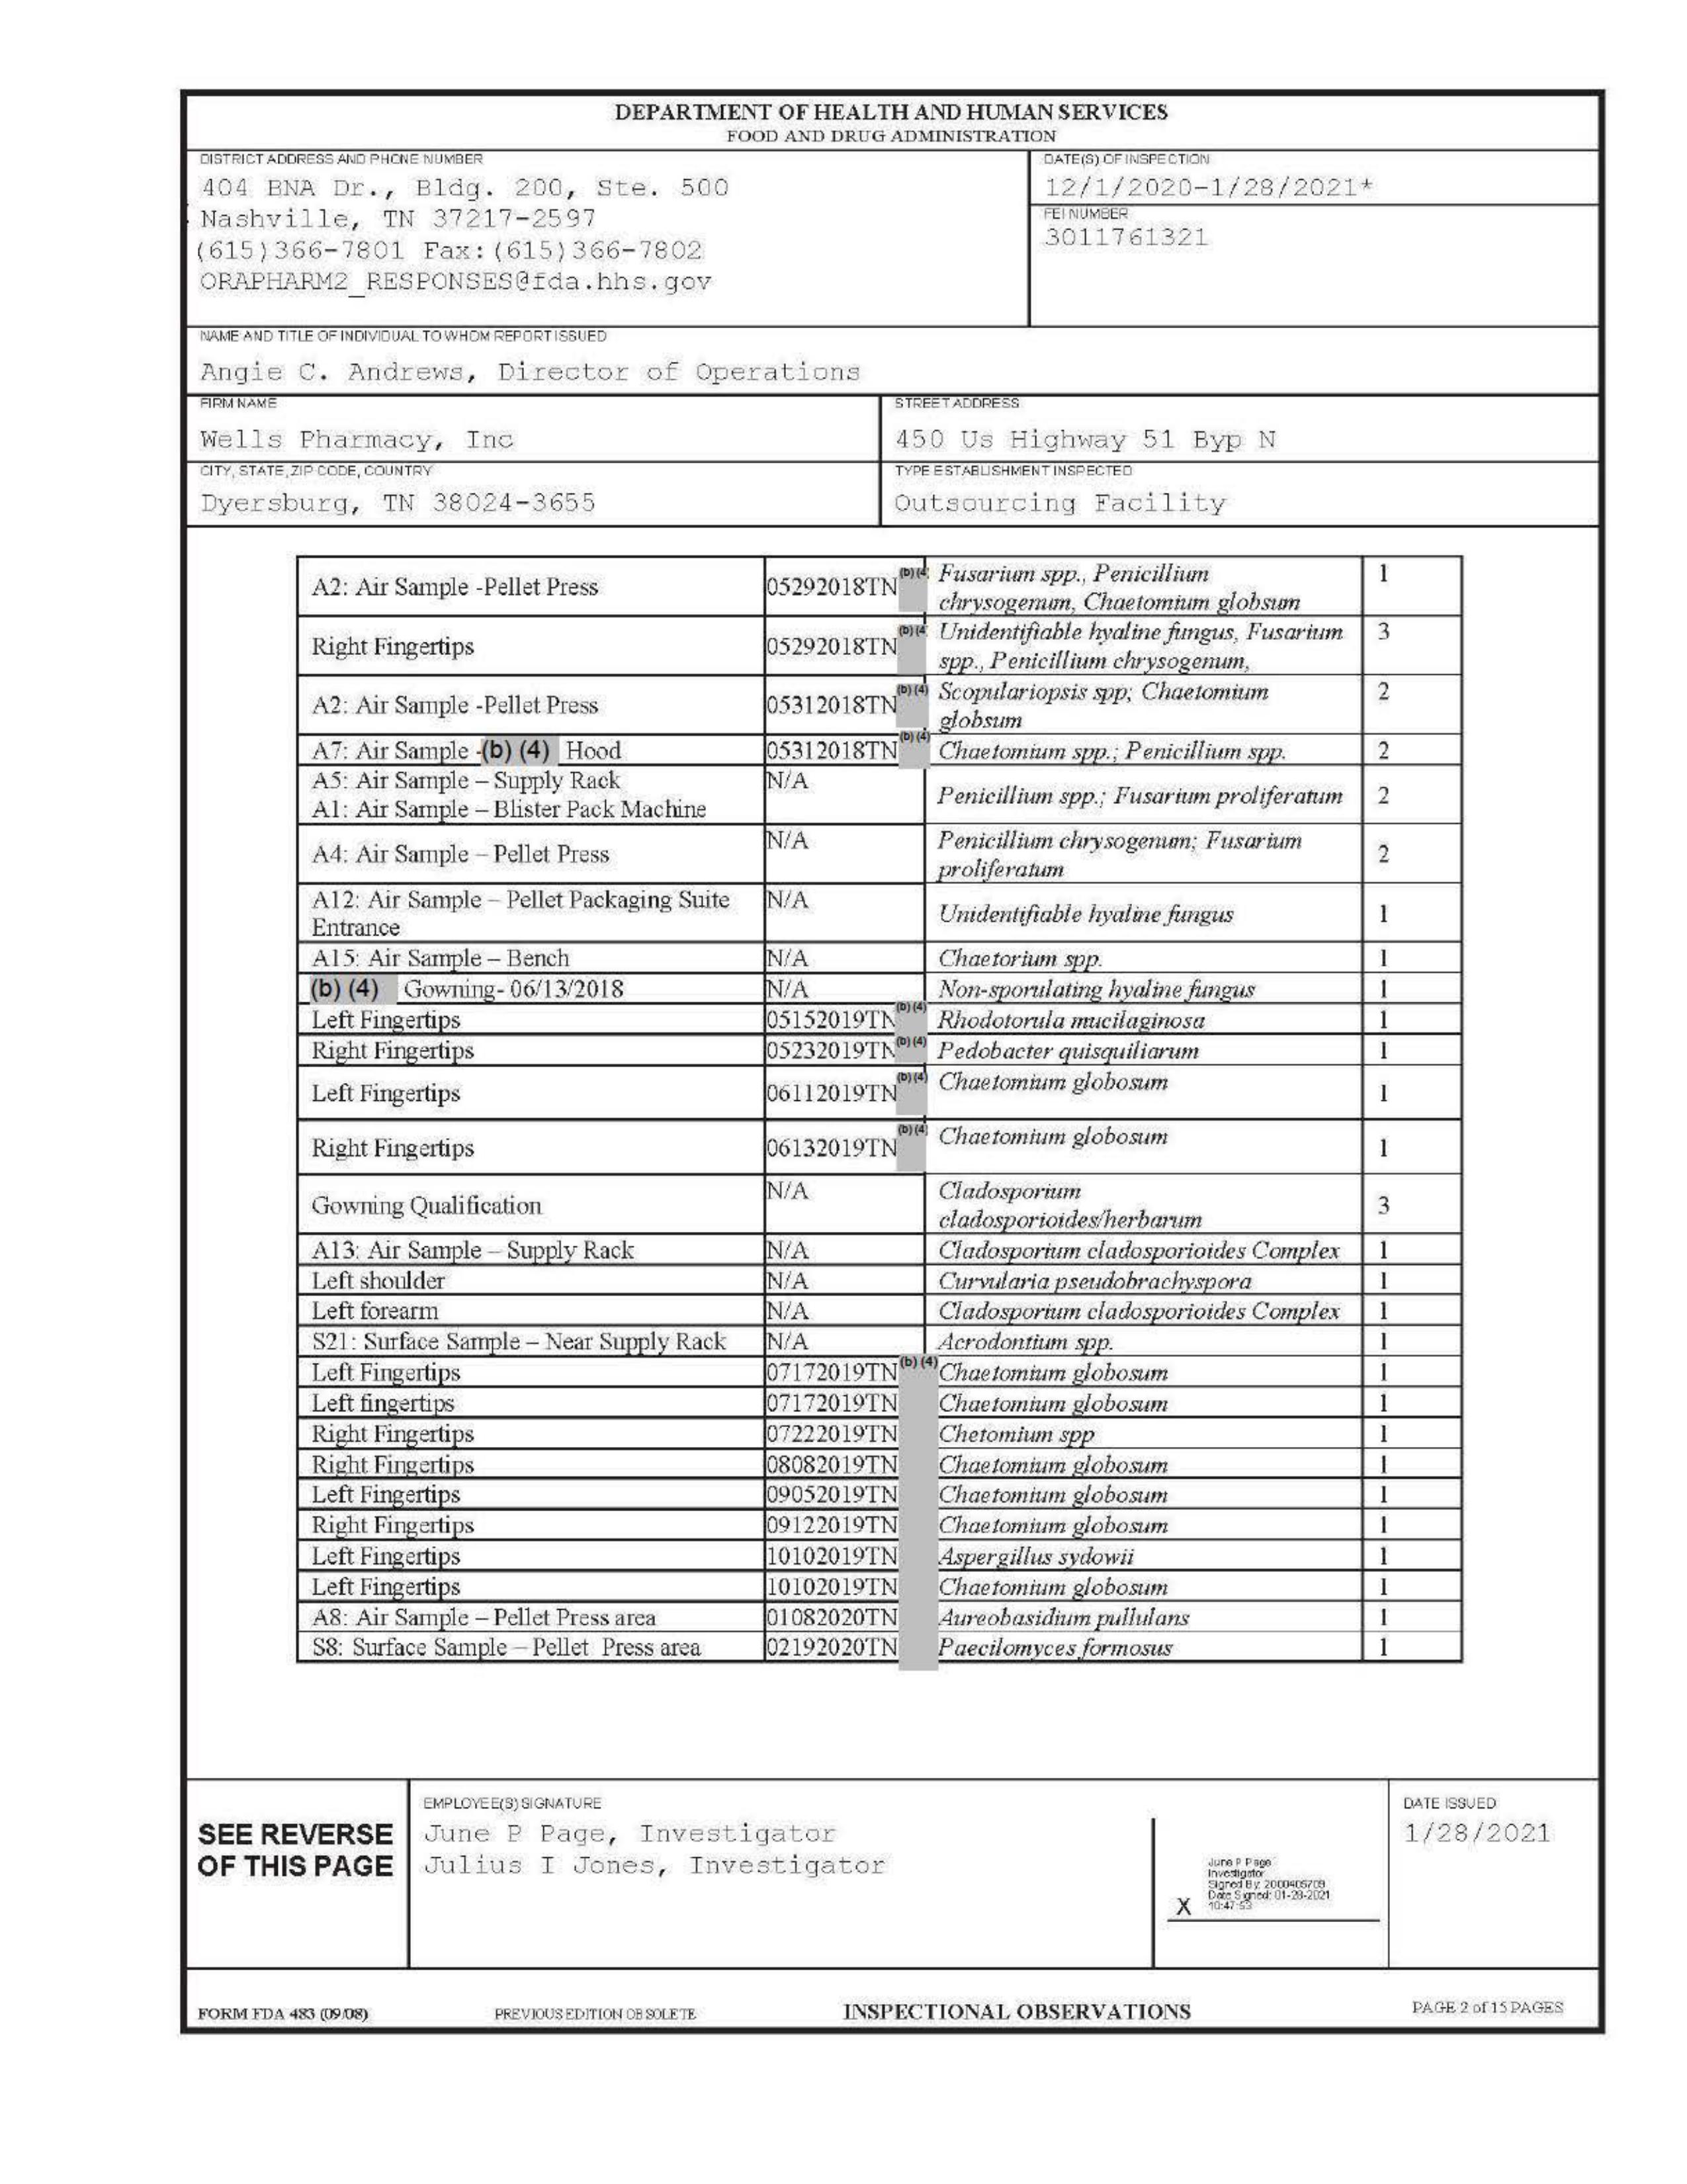 DEPARTMENT OF HEALTH AND HUMAN SERVICES
FOOD AND DRUG ADMINISTRATION
DISTRICT ADDRESS AND PHONE NUMBER
404 BNA Dr., Bldg. 200, Ste. 500
Nashville, TN 37217-2597
(615)366-7801 Fax:(615)366-7802
ORAPHARM2_RESPONSES@fda.hhs.gov
DATE(S) OF INSPECTION
12/1/2020-1/28/2021*
FEI NUMBER
3011761321
NAME AND TITLE OF INDIVIDUAL TO WHOM REPORT ISSUED
Angie C. Andrews, Director of Operations
FIRM NAME
Wells Pharmacy, Inc
STREET ADDRESS
450 Us Highway 51 Byp N
CITY, STATE, ZIP CODE, COUNTRY
Dyersburg, TN 38024-3655
TYPE ESTABLISHMENT INSPECTED
Outsourcing Facility
A2: Air Sample -Pellet Press 05292018TN (b) (4) Fusarium spp., Penicillium 1
chrysogenum, Chaetomium globsum
Right Fingertips 05292018TN (b) (4) Unidentifiable hyaline fungus, Fusarium 3
spp., Penicillium chrysogenum,
A2: Air Sample -Pellet Press 05312018TN (b) (4) Scopulariopsis spp; Chaetomium 2
globsum
A7: Air Sample -(b) (4) Hood 05312018TN (b) (4) Chaetomium spp.; Penicillium spp. 2
A5: Air Sample – Supply Rack N/A
A1: Air Sample – Blister Pack Machine Penicillium spp.; Fusarium proliferatum 2
A4: Air Sample – Pellet Press N/A Penicillium chrysogenum; Fusarium 2
proliferatum
A12: Air Sample – Pellet Packaging Suite N/A Unidentifiable hyaline fungus 1
Entrance
A15: Air Sample – Bench N/A Chaetorium spp. 1
(b) (4) Gowning- 06/13/2018 N/A Non-sporulating hyaline fungus 1
Left Fingertips 05152019TN (b) (4) Rhodotorula mucilaginosa 1
Right Fingertips 05232019TN (b) (4) Pedobacter quisquiliarum 1
Left Fingertips 06112019TN (b) (4) Chaetomium globosum 1
Right Fingertips 06132019TN (b) (4) Chaetomium globosum 1
Gowning Qualification N/A Cladosporium 3
cladosporioides/herbarum
A13: Air Sample – Supply Rack N/A Cladosporium cladosporioides Complex 1
Left shoulder N/A Curvularia pseudobrachyspora 1
Left forearm N/A Cladosporium cladosporioides Complex 1
S21: Surface Sample – Near Supply Rack N/A Acrodontium spp. 1
Left Fingertips 07172019TN (b) (4) Chaetomium globosum 1
Left fingertips 07172019TN Chaetomium globosum 1
Right Fingertips 07222019TN Chetomium spp 1
Right Fingertips 08082019TN Chaetomium globosum 1
Left Fingertips 09052019TN Chaetomium globosum 1
Right Fingertips 09122019TN Chaetomium globosum 1
Left Fingertips 10102019TN Aspergillus sydowii 1
Left Fingertips 10102019TN Chaetomium globosum 1
A8: Air Sample – Pellet Press area 01082020TN Aureobasidium pullulans 1
S8: Surface Sample – Pellet Press area 02192020TN Paecilomyces formosus 1
SEE REVERSE
OF THIS PAGE
EMPLOYEE(S) SIGNATURE
June P Page, Investigator
Julius I Jones, Investigator
June P Page
Investigator
Signed By: 2000405709
Date Signed: 01-28-2021
10:47:53
X
DATE ISSUED
1/28/2021
FORM FDA 483 (09/08) PREVIOUS EDITION OBSOLETE INSPECTIONAL OBSERVATIONS PAGE 2 of 15 PAGES